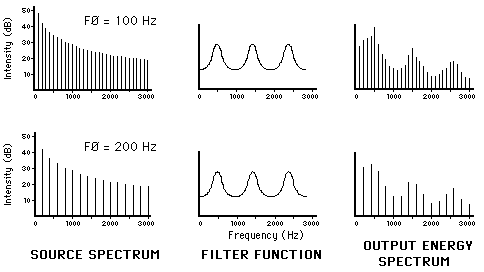 50
40
30
20
10
Intensity (dB)
FØ = 100 Hz
0 1000 2000 3000
0 1000 2000 3000
0 1000 2000 3000
50
40
30
20
10
Intensity (dB)
FØ = 200 Hz
0 1000 2000 3000
0 1000 2000 3000
0 1000 2000 3000
Frequency (Hz)
SOURCE SPECTRUM
FILTER FUNCTION
OUTPUT ENERGY
SPECTRUM